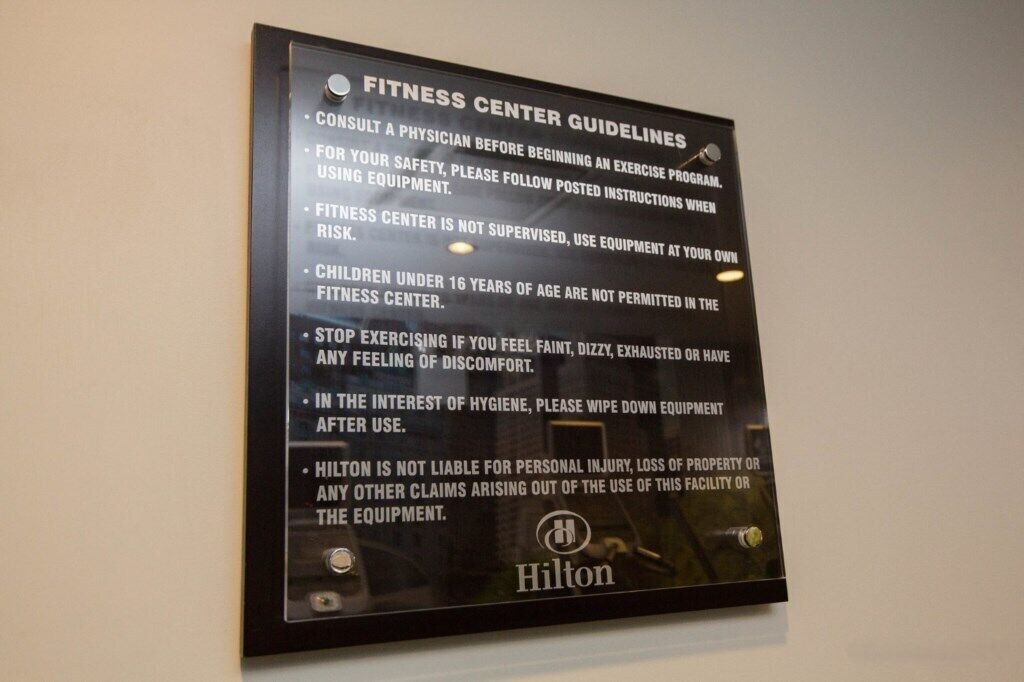 FITNESS CENTER GUIDELINES
• CONSULT A PHYSICIAN BEFORE BEGINNING AN EXERCISE PROGRAM.
• FOR YOUR SAFETY, PLEASE FOLLOW POSTED INSTRUCTIONS WHEN
USING EQUIPMENT.
• FITNESS CENTER IS NOT SUPERVISED, USE EQUIPMENT AT YOUR OWN
RISK.
• CHILDREN UNDER 16 YEARS OF AGE ARE NOT PERMITTED IN THE
FITNESS CENTER.
• STOP EXERCISING IF YOU FEEL FAINT, DIZZY, EXHAUSTED OR HAVE
ANY FEELING OF DISCOMFORT.
• IN THE INTEREST OF HYGIENE, PLEASE WIPE DOWN EQUIPMENT
AFTER USE.
• HILTON IS NOT LIABLE FOR PERSONAL INJURY, LOSS OF PROPERTY OR
ANY OTHER CLAIMS ARISING OUT OF THE USE OF THIS FACILITY OR
THE EQUIPMENT.
H
Hilton